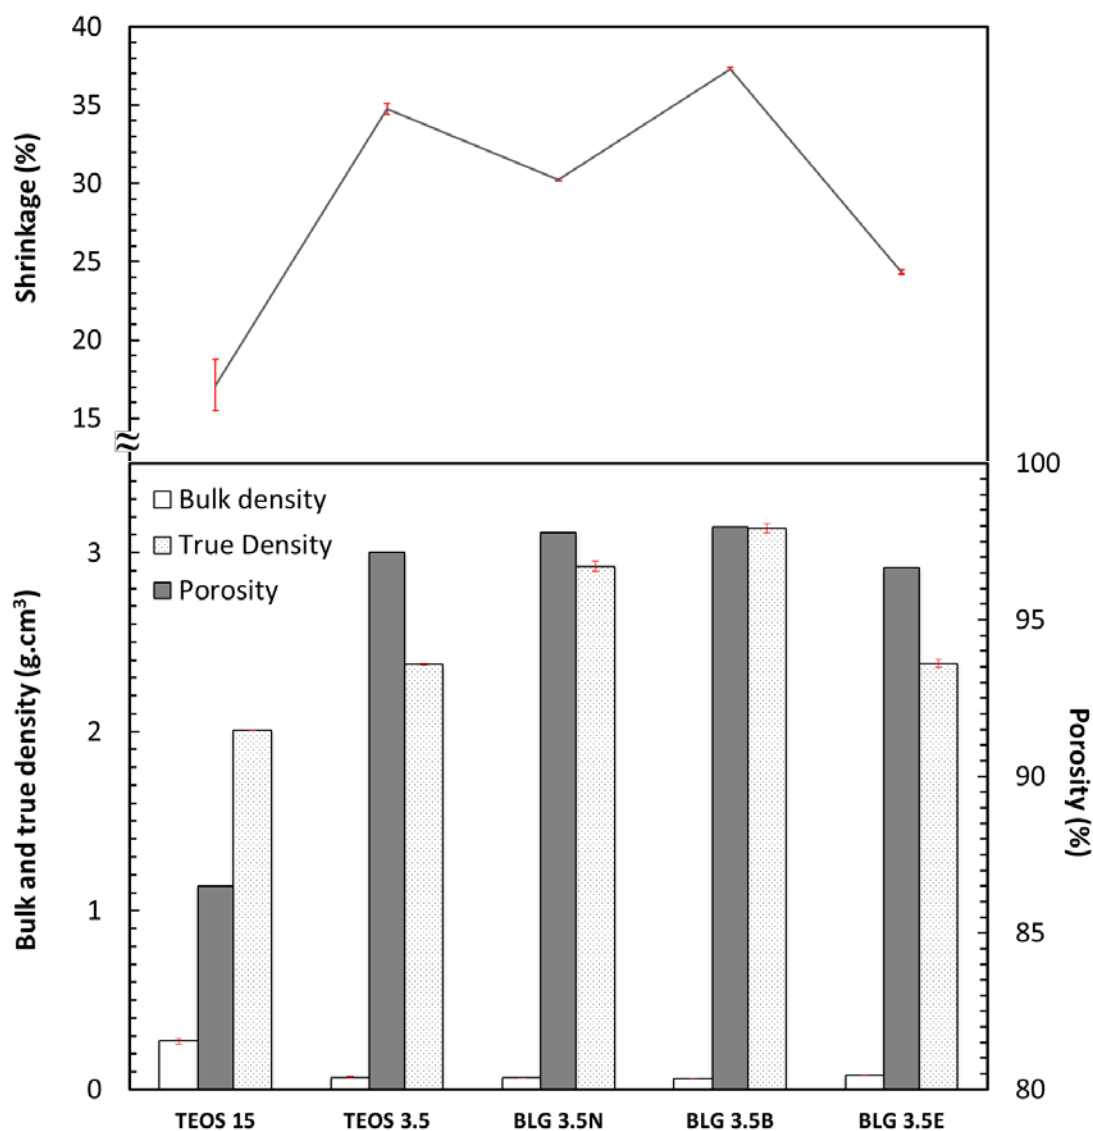 40
35
30
25
20
15
Shrinkage (%)
≈
Bulk density
True Density
Porosity
3
2
1
0
Bulk and true density (g.cm³)
100
95
90
85
80
Porosity (%)
TEOS 15
TEOS 3.5
BLG 3.5N
BLG 3.5B
BLG 3.5E